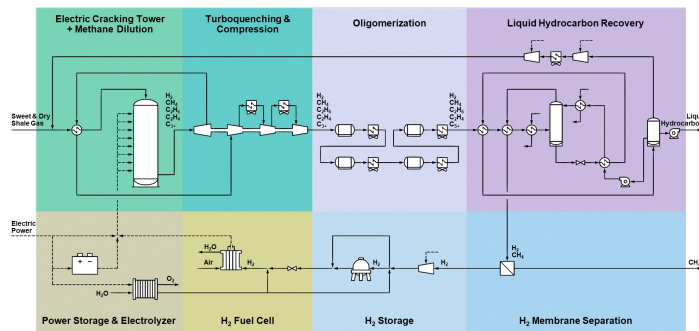 Electric Cracking Tower
+ Methane Dilution
Turboquenching &
Compression
Oligomerization
Liquid Hydrocarbon Recovery
H₂
CH₄
C₂H₂
C₂H₄
C₃₊
H₂
CH₄
C₂H₂
C₂H₄
C₃₊
H₂
CH₄
C₂H₂
C₂H₄
C₃₊
Sweet & Dry
Shale Gas
Liqu
Hydrocarbo
Electric
Power
+ −
H₂O
O₂
H₂O
Air
H₂
H₂
H₂
H₂
CH₄
CH₄
Power Storage & Electrolyzer
H₂ Fuel Cell
H₂ Storage
H₂ Membrane Separation